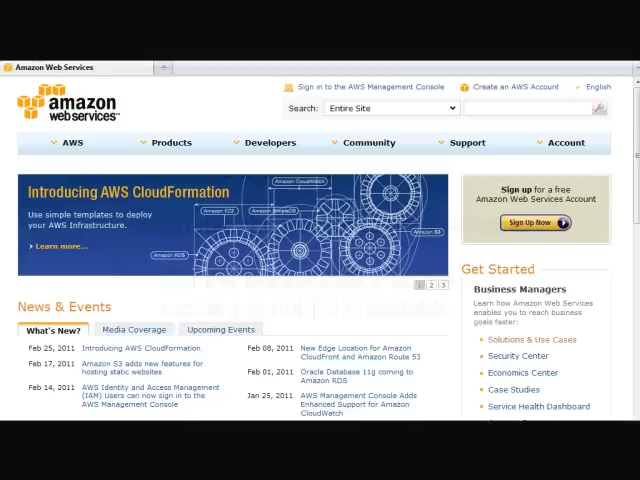 Amazon Web Services
Sign in to the AWS Management Console
Create an AWS Account
English
amazon
web services™
Search:
Entire Site
AWS
Products
Developers
Community
Support
Account
Introducing AWS CloudFormation
Use simple templates to deploy
your AWS Infrastructure.
Learn more...
Amazon CloudWatch
Amazon EC2
Amazon SimpleDB
Amazon S3
Amazon RDS
1 2 3
Sign up for a free
Amazon Web Services Account
Sign Up Now
News & Events
What's New?
Media Coverage
Upcoming Events
Feb 25, 2011 Introducing AWS CloudFormation
Feb 17, 2011 Amazon S3 adds new features for
hosting static websites
Feb 14, 2011 AWS Identity and Access Management
(IAM) Users can now sign in to the
AWS Management Console
Feb 08, 2011 New Edge Location for Amazon
CloudFront and Amazon Route 53
Feb 01, 2011 Oracle Database 11g coming to
Amazon RDS
Jan 25, 2011 AWS Management Console Adds
Enhanced Support for Amazon
CloudWatch
Get Started
Business Managers
Learn how Amazon Web Services
enables you to reach business
goals faster:
Solutions & Use Cases
Security Center
Economics Center
Case Studies
Service Health Dashboard